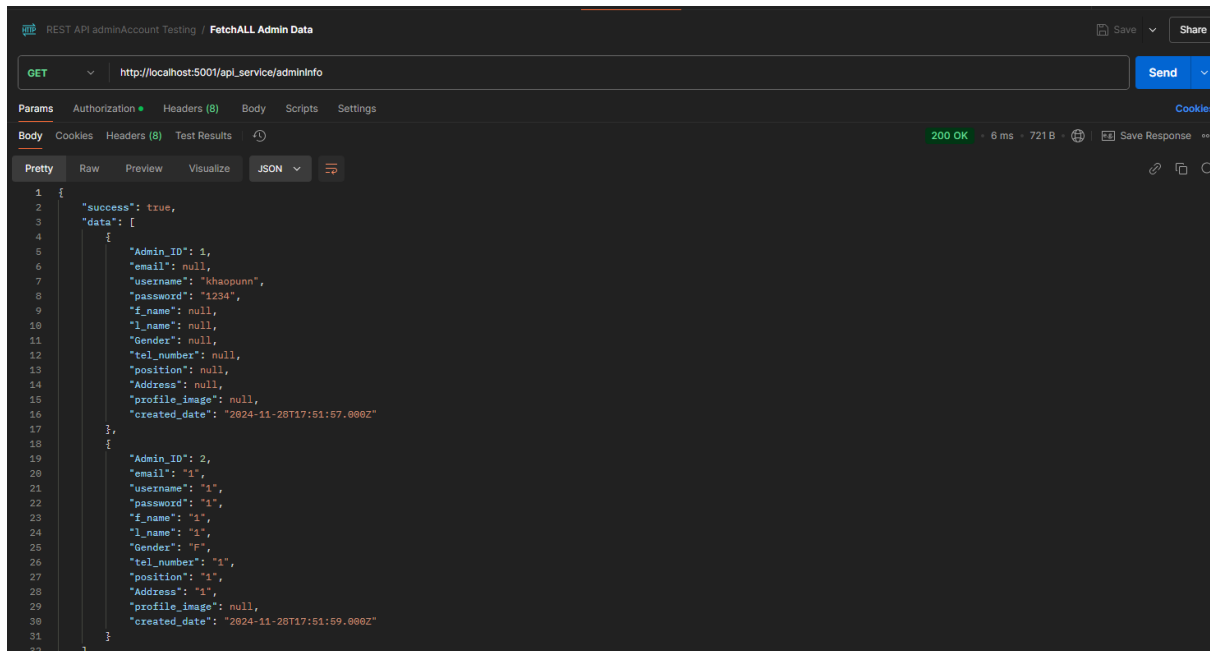 HTTP REST API adminAccount Testing / FetchALL Admin Data Save Share
GET http://localhost:5001/api_service/adminInfo Send
Params Authorization Headers (8) Body Scripts Settings Cookie
Body Cookies Headers (8) Test Results 200 OK 6 ms 721 B Save Response
Pretty Raw Preview Visualize JSON
1 {
2 "success": true,
3 "data": [
4 {
5 "Admin_ID": 1,
6 "email": null,
7 "username": "khaopunn",
8 "password": "1234",
9 "f_name": null,
10 "l_name": null,
11 "Gender": null,
12 "tel_number": null,
13 "position": null,
14 "Address": null,
15 "profile_image": null,
16 "created_date": "2024-11-28T17:51:57.000Z"
17 },
18 {
19 "Admin_ID": 2,
20 "email": "1",
21 "username": "1",
22 "password": "1",
23 "f_name": "1",
24 "l_name": "1",
25 "Gender": "F",
26 "tel_number": "1",
27 "position": "1",
28 "Address": "1",
29 "profile_image": null,
30 "created_date": "2024-11-28T17:51:59.000Z"
31 }
32 ]